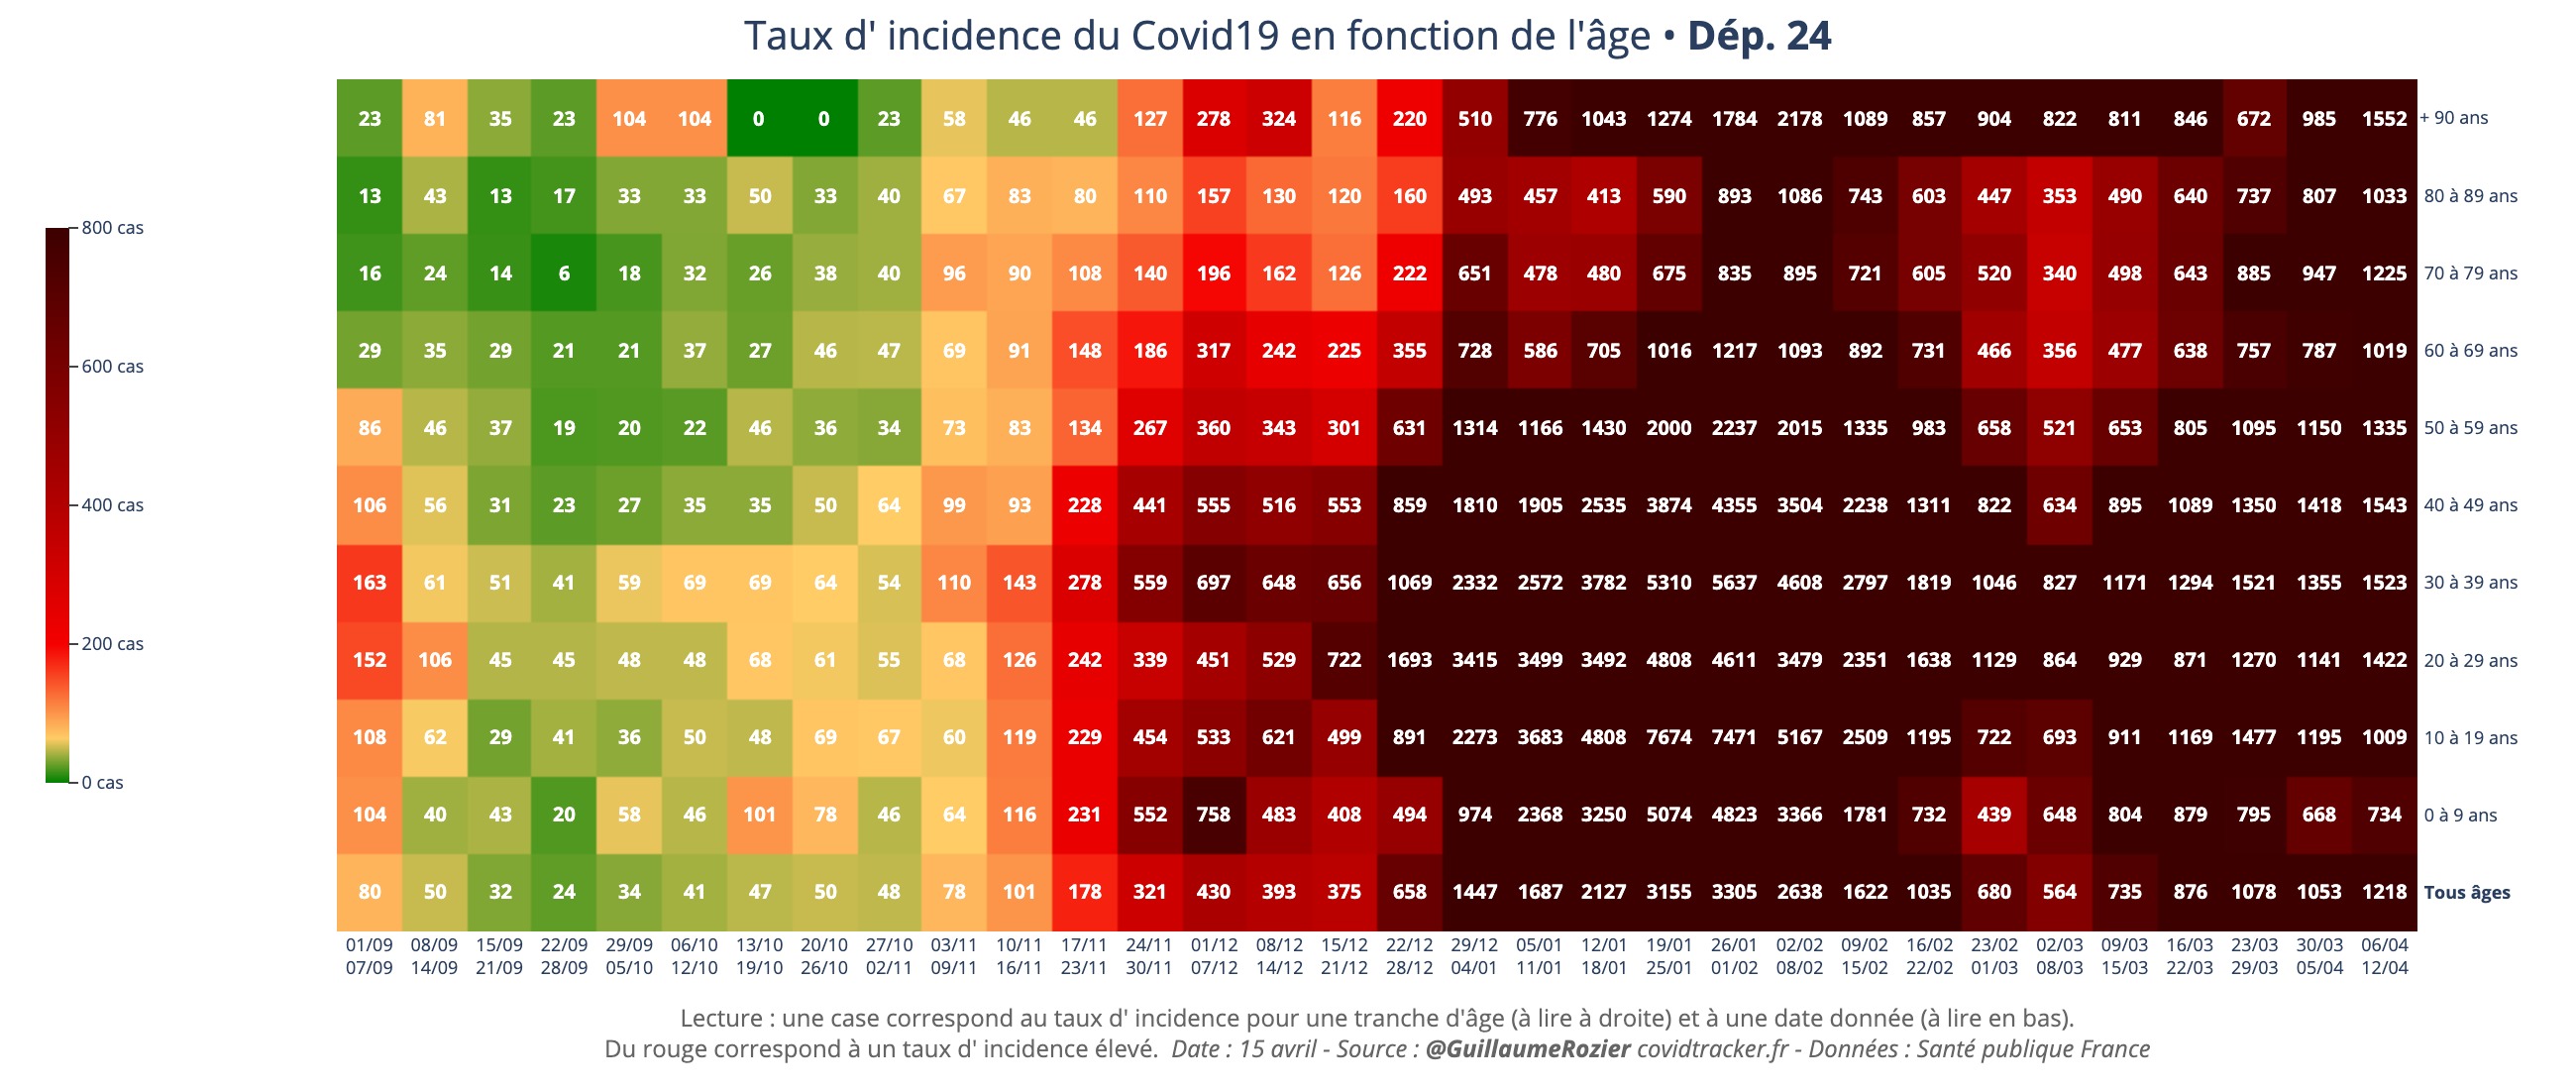 Taux d' incidence du Covid19 en fonction de l'âge • Dép. 24
23 81 35 23 104 104 0 0 23 58 46 46 127 278 324 116 220 510 776 1043 1274 1784 2178 1089 857 904 822 811 846 672 985 1552 + 90 ans
13 43 13 17 33 33 50 33 40 67 83 80 110 157 130 120 160 493 457 413 590 893 1086 743 603 447 353 490 640 737 807 1033 80 à 89 ans
800 cas
16 24 14 6 18 32 26 38 40 96 90 108 140 196 162 126 222 651 478 480 675 835 895 721 605 520 340 498 643 885 947 1225 70 à 79 ans
29 35 29 21 21 37 27 46 47 69 91 148 186 317 242 225 355 728 586 705 1016 1217 1093 892 731 466 356 477 638 757 787 1019 60 à 69 ans
600 cas
86 46 37 19 20 22 46 36 34 73 83 134 267 360 343 301 631 1314 1166 1430 2000 2237 2015 1335 983 658 521 653 805 1095 1150 1335 50 à 59 ans
400 cas
106 56 31 23 27 35 35 50 64 99 93 228 441 555 516 553 859 1810 1905 2535 3874 4355 3504 2238 1311 822 634 895 1089 1350 1418 1543 40 à 49 ans
163 61 51 41 59 69 69 64 54 110 143 278 559 697 648 656 1069 2332 2572 3782 5310 5637 4608 2797 1819 1046 827 1171 1294 1521 1355 1523 30 à 39 ans
200 cas
152 106 45 45 48 48 68 61 55 68 126 242 339 451 529 722 1693 3415 3499 3492 4808 4611 3479 2351 1638 1129 864 929 871 1270 1141 1422 20 à 29 ans
108 62 29 41 36 50 48 69 67 60 119 229 454 533 621 499 891 2273 3683 4808 7674 7471 5167 2509 1195 722 693 911 1169 1477 1195 1009 10 à 19 ans
0 cas
104 40 43 20 58 46 101 78 46 64 116 231 552 758 483 408 494 974 2368 3250 5074 4823 3366 1781 732 439 648 804 879 795 668 734 0 à 9 ans
80 50 32 24 34 41 47 50 48 78 101 178 321 430 393 375 658 1447 1687 2127 3155 3305 2638 1622 1035 680 564 735 876 1078 1053 1218 Tous âges
01/09 08/09 15/09 22/09 29/09 06/10 13/10 20/10 27/10 03/11 10/11 17/11 24/11 01/12 08/12 15/12 22/12 29/12 05/01 12/01 19/01 26/01 02/02 09/02 16/02 23/02 02/03 09/03 16/03 23/03 30/03 06/04
07/09 14/09 21/09 28/09 05/10 12/10 19/10 26/10 02/11 09/11 16/11 23/11 30/11 07/12 14/12 21/12 28/12 04/01 11/01 18/01 25/01 01/02 08/02 15/02 22/02 01/03 08/03 15/03 22/03 29/03 05/04 12/04
Lecture : une case correspond au taux d' incidence pour une tranche d'âge (à lire à droite) et à une date donnée (à lire en bas).
Du rouge correspond à un taux d' incidence élevé. Date : 15 avril - Source : @GuillaumeRozier covidtracker.fr - Données : Santé publique France